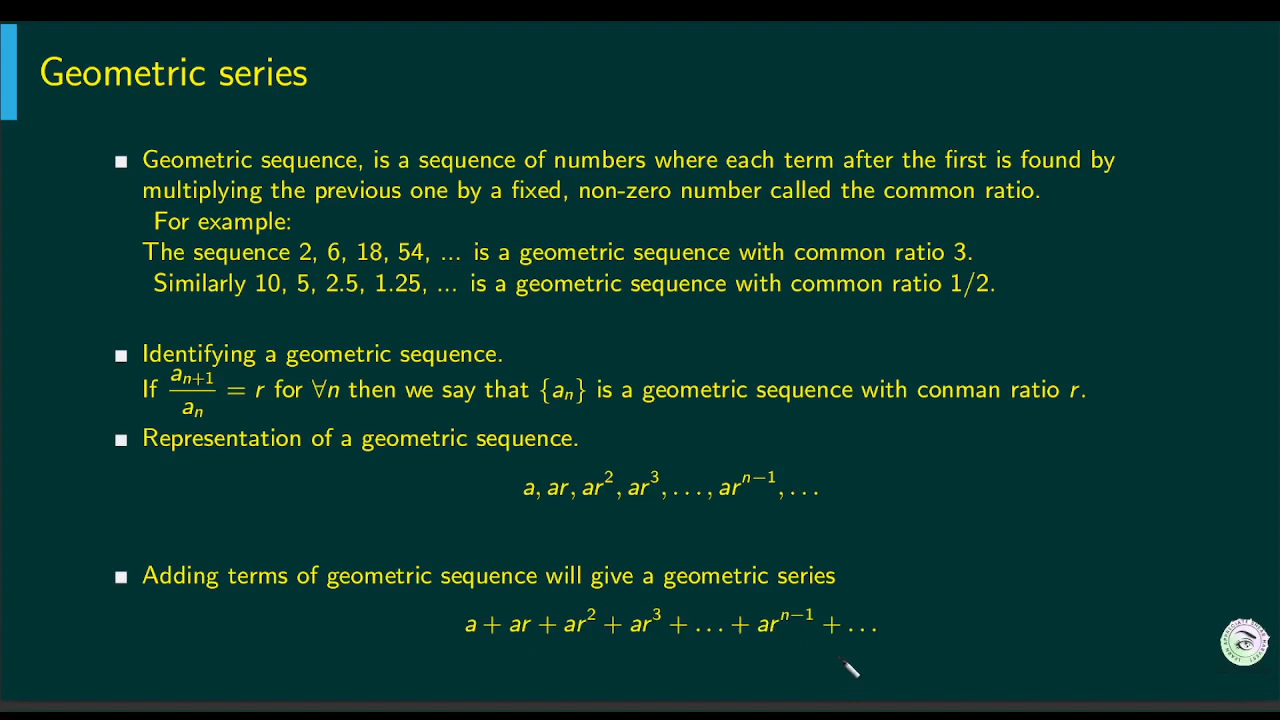 Geometric series
Geometric sequence, is a sequence of numbers where each term after the first is found by
multiplying the previous one by a fixed, non-zero number called the common ratio.
For example:
The sequence 2, 6, 18, 54, ... is a geometric sequence with common ratio 3.
Similarly 10, 5, 2.5, 1.25, ... is a geometric sequence with common ratio 1/2.
Identifying a geometric sequence.
If a_{n+1}/a_n = r for ∀n then we say that {a_n} is a geometric sequence with conman ratio r.
Representation of a geometric sequence.
a, ar, ar^2, ar^3, . . . , ar^{n−1}, . . .
Adding terms of geometric sequence will give a geometric series
a + ar + ar^2 + ar^3 + . . . + ar^{n−1} + . . .